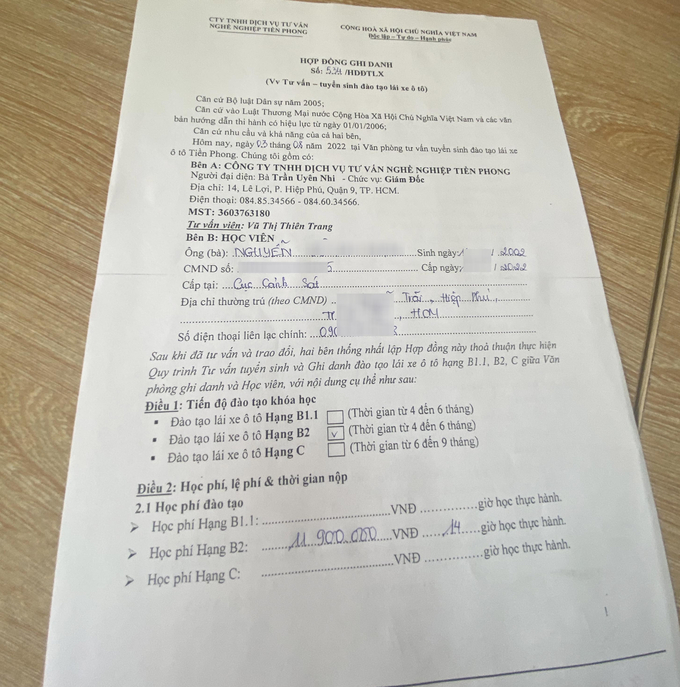 CTY TNHH DỊCH VỤ TƯ VẤN
NGHỀ NGHIỆP TIÊN PHONG
CỘNG HOÀ XÃ HỘI CHỦ NGHĨA VIỆT NAM
Độc lập – Tự do – Hạnh phúc
HỢP ĐỒNG GHI DANH
Số: /HDDTLX
(Vv Tư vấn – tuyển sinh đào tạo lái xe ô tô)
Căn cứ Bộ luật Dân sự năm 2005;
Căn cứ vào Luật Thương Mại nước Cộng Hòa Xã Hội Chủ Nghĩa Việt Nam và các văn
bản hướng dẫn thi hành có hiệu lực từ ngày 01/01/2006;
Căn cứ nhu cầu và khả năng của cả hai bên,
Hôm nay, ngày 03 tháng 08 năm 2022 tại Văn phòng tư vấn tuyển sinh đào tạo lái xe
ô tô Tiền Phong. Chúng tôi gồm có:
Bên A: CÔNG TY TNHH DỊCH VỤ TƯ VẤN NGHỀ NGHIỆP TIÊN PHONG
Người đại diện: Bà Trần Uyên Nhi - Chức vụ: Giám Đốc
Địa chỉ: 14, Lê Lợi, P. Hiệp Phú, Quận 9, TP. HCM.
Điện thoại: 084.85.34566 - 084.60.34566.
MST: 3603763180
Tư vấn viên: Vũ Thị Thiên Trang
Bên B: HỌC VIÊN
Ông (bà): NGUYỄN Sinh ngày: / 2002
CMND số: 5 Cấp ngày: / 2022
Cấp tại: Cục Cảnh Sát
Địa chỉ thường trú (theo CMND) Trãi, Hiệp Phú,
, HCM
Số điện thoại liên lạc chính: 090
Sau khi đã tư vấn và trao đổi, hai bên thống nhất lập Hợp đồng này thoả thuận thực hiện
Quy trình Tư vấn tuyển sinh và Ghi danh đào tạo lái xe ô tô hạng B1.1, B2, C giữa Văn
phòng ghi danh và Học viên, với nội dung cụ thể như sau:
Điều 1: Tiến độ đào tạo khóa học
▪ Đào tạo lái xe ô tô Hạng B1.1 (Thời gian từ 4 đến 6 tháng)
▪ Đào tạo lái xe ô tô Hạng B2 v (Thời gian từ 4 đến 6 tháng)
▪ Đào tạo lái xe ô tô Hạng C (Thời gian từ 6 đến 9 tháng)
Điều 2: Học phí, lệ phí & thời gian nộp
2.1 Học phí đào tạo
➢ Học phí Hạng B1.1: VNĐ giờ học thực hành.
➢ Học phí Hạng B2: 11 900.000 VNĐ 14 giờ học thực hành.
➢ Học phí Hạng C: VNĐ giờ học thực hành.
1